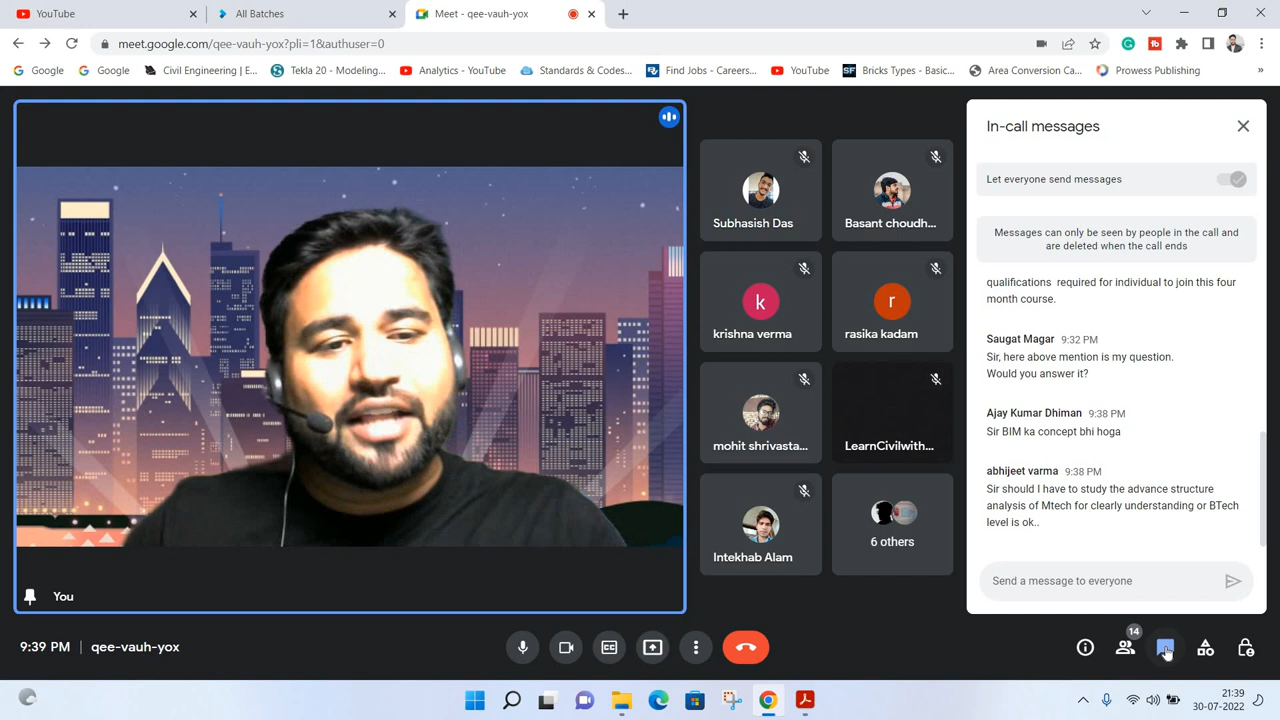 YouTube
All Batches
Meet - qee-vauh-yox
meet.google.com/qee-vauh-yox?pli=1&authuser=0
Google
Google
Civil Engineering | E...
Tekla 20 - Modeling...
Analytics - YouTube
Standards & Codes...
Find Jobs - Careers...
YouTube
Bricks Types - Basic...
Area Conversion Ca...
Prowess Publishing
»
You
Subhasish Das
Basant choudh...
k
krishna verma
r
rasika kadam
mohit shrivasta...
LearnCivilwith...
Intekhab Alam
6 others
In-call messages
Let everyone send messages
Messages can only be seen by people in the call and
are deleted when the call ends
qualifications required for individual to join this four
month course.
Saugat Magar 9:32 PM
Sir, here above mention is my question.
Would you answer it?
Ajay Kumar Dhiman 9:38 PM
Sir BIM ka concept bhi hoga
abhijeet varma 9:38 PM
Sir should I have to study the advance structure
analysis of Mtech for clearly understanding or BTech
level is ok..
Send a message to everyone
9:39 PM | qee-vauh-yox
14
21:39
30-07-2022